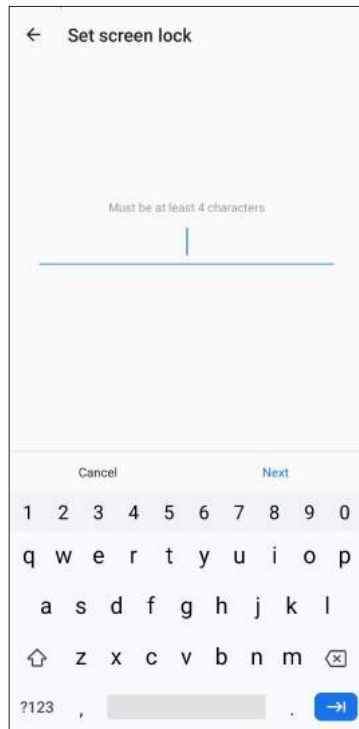 Set screen lock
Must be at least 4 characters
Cancel Next
1 2 3 4 5 6 7 8 9 0
q w e r t y u i o p
a s d f g h j k l
z x c v b n m
?123 , .